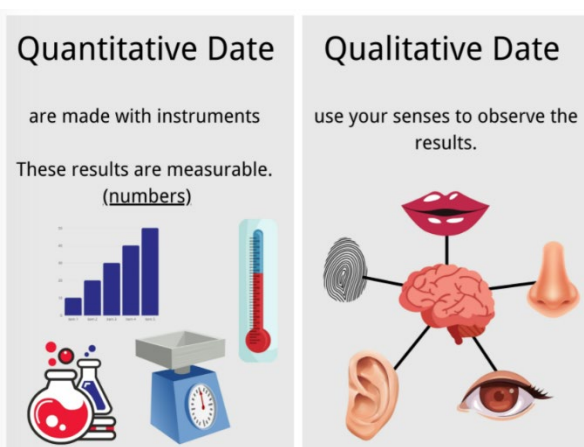 Quantitative Date
are made with instruments
These results are measurable.
(numbers)
Qualitative Date
use your senses to observe the
results.